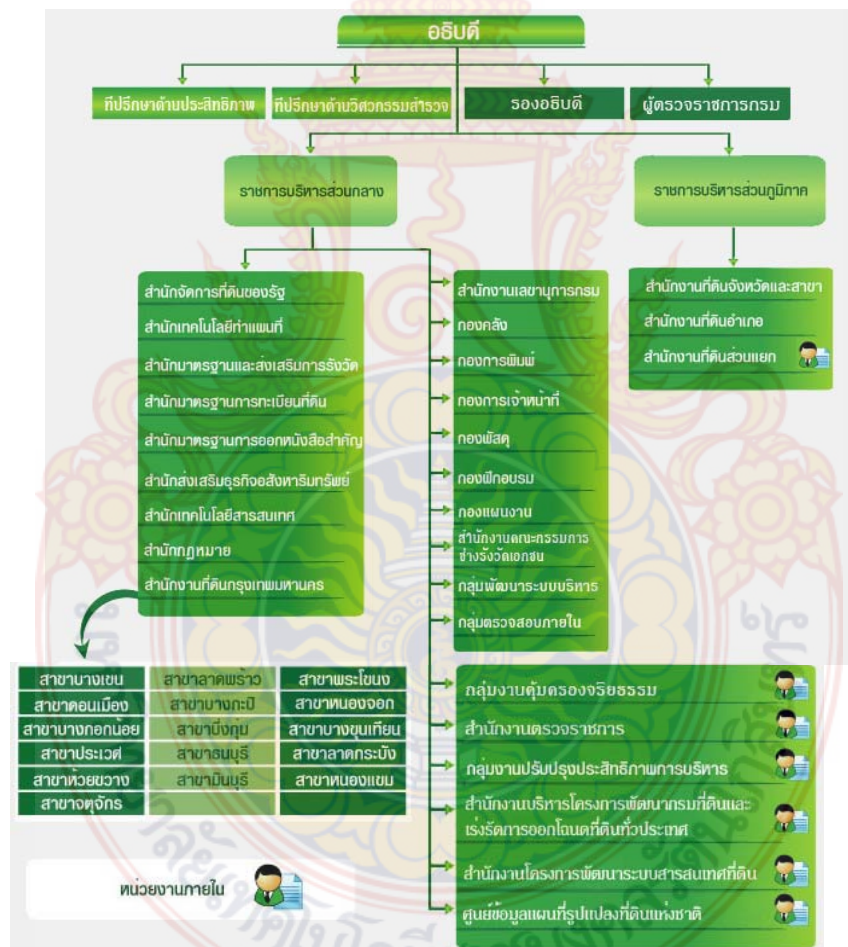 อธิบดี
ที่ปรึกษาด้านประสิทธิภาพ
ที่ปรึกษาด้านวิศวกรรมสำรวจ
รองอธิบดี
ผู้ตรวจราชการกรม
ราชการบริหารส่วนกลาง
ราชการบริหารส่วนภูมิภาค
สำนักจัดการที่ดินของรัฐ
สำนักเทคโนโลยีทำแผนที่
สำนักมาตรฐานและส่งเสริมการรังวัด
สำนักมาตรฐานการทะเบียนที่ดิน
สำนักมาตรฐานการออกหนังสือสำคัญ
สำนักส่งเสริมธุรกิจอสังหาริมทรัพย์
สำนักเทคโนโลยีสารสนเทศ
สำนักกฎหมาย
สำนักงานที่ดินกรุงเทพมหานคร
สำนักงานเลขานุการกรม
กองคลัง
กองการพิมพ์
กองการเจ้าหน้าที่
กองพัสดุ
กองฝึกอบรม
กองแผนงาน
สำนักงานคณะกรรมการ
ช่างรังวัดเอกชน
กลุ่มพัฒนาระบบบริหาร
กลุ่มตรวจสอบภายใน
สำนักงานที่ดินจังหวัดและสาขา
สำนักงานที่ดินอำเภอ
สำนักงานที่ดินส่วนแยก
สาขาบางเขน สาขาลาดพร้าว สาขาพระโขนง
สาขาดอนเมือง สาขาบางกะปิ สาขาหนองจอก
สาขาบางกอกน้อย สาขาบึงกุ่ม สาขาบางขุนเทียน
สาขาประเวศ สาขาธนบุรี สาขาลาดกระบัง
สาขาห้วยขวาง สาขามีนบุรี สาขาหนองแขม
สาขาจตุจักร
กลุ่มงานคุ้มครองจริยธรรม
สำนักงานตรวจราชการ
กลุ่มงานปรับปรุงประสิทธิภาพการบริหาร
สำนักงานบริหารโครงการพัฒนากรมที่ดินและ
เร่งรัดการออกโฉนดที่ดินทั่วประเทศ
สำนักงานโครงการพัฒนาระบบสารสนเทศที่ดิน
ศูนย์ข้อมูลแผนที่รูปแปลงที่ดินแห่งชาติ
หน่วยงานภายใน